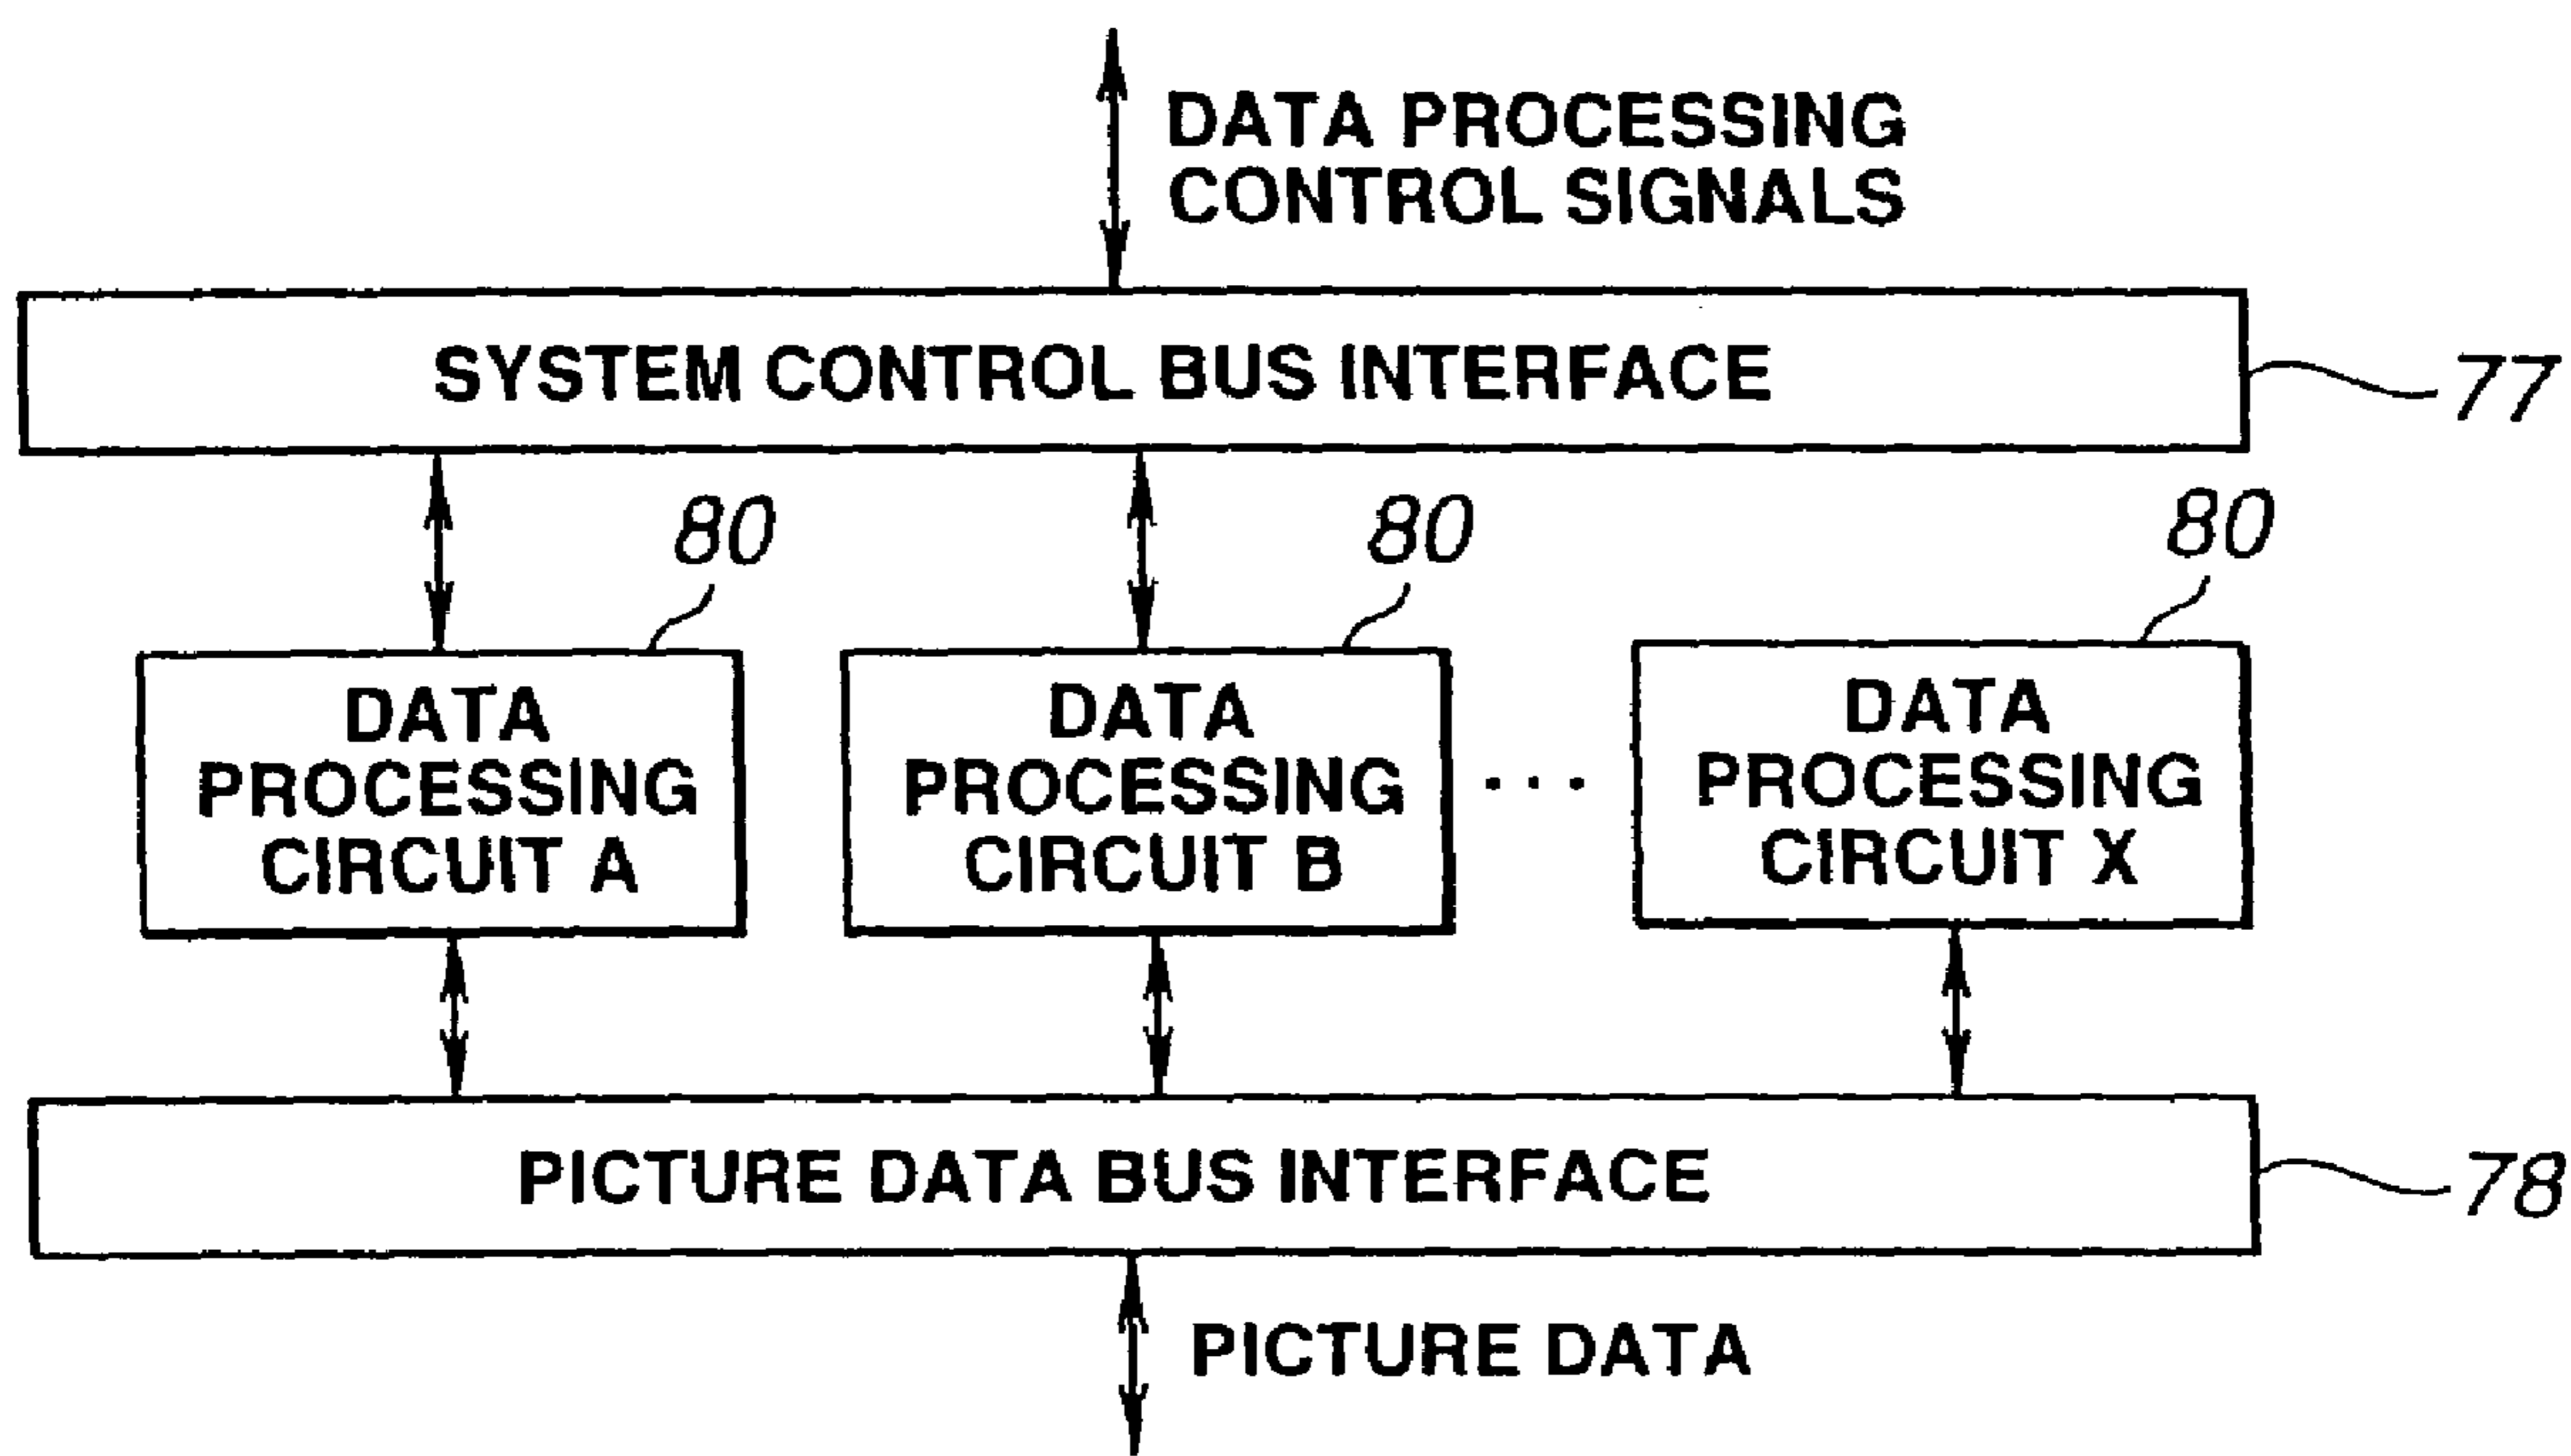 DATA PROCESSING
CONTROL SIGNALS
SYSTEM CONTROL BUS INTERFACE
77
80
80
80
DATA
PROCESSING
CIRCUIT A
DATA
PROCESSING
CIRCUIT B
...
DATA
PROCESSING
CIRCUIT X
PICTURE DATA BUS INTERFACE
78
PICTURE DATA